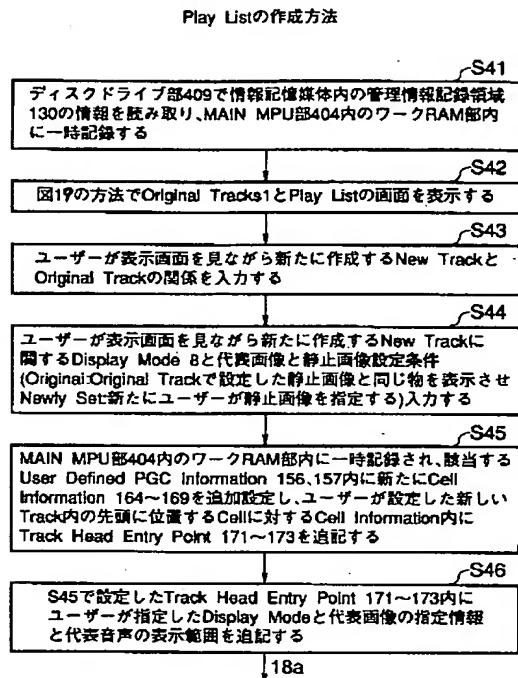 Play Listの作成方法
S41
ディスクドライブ部409で情報記憶媒体内の管理情報記録領域
130の情報を読み取り、MAIN MPU部404内のワークRAM部内
に一時記録する
S42
図19の方法でOriginal Tracks1とPlay Listの画面を表示する
S43
ユーザーが表示画面を見ながら新たに作成するNew Trackと
Original Trackの関係を入力する
S44
ユーザーが表示画面を見ながら新たに作成するNew Trackに
関するDisplay Mode 8と代表画像と静止画像設定条件
(Original:Original Trackで設定した静止画像と同じ物を表示させ
Newly Set:新たにユーザーが静止画像を指定する)入力する
S45
MAIN MPU部404内のワークRAM部内に一時記録され、該当する
User Defined PGC Information 156,157内に新たにCell
Information 164～169を追加設定し、ユーザーが設定した新しい
Track内の先頭に位置するCellに対するCell Information内に
Track Head Entry Point 171～173を追記する
S46
S45で設定したTrack Head Entry Point 171～173内に
ユーザーが指定したDisplay Modeと代表画像の指定情報
と代表音声の表示範囲を追記する
18a